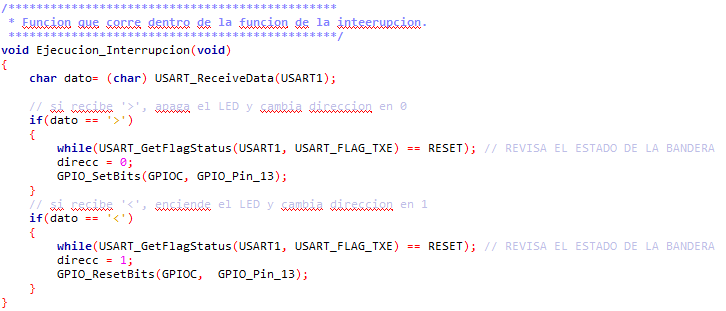 /*********************************************
 * Funcion que corre dentro de la funcion de la inteerupcion.
 *********************************************/
void Ejecucion_Interrupcion(void)
{
    char dato= (char) USART_ReceiveData(USART1);

    // si recibe '>', apaga el LED y cambia direccion en 0
    if(dato == '>')
    {
        while(USART_GetFlagStatus(USART1, USART_FLAG_TXE) == RESET); // REVISA EL ESTADO DE LA BANDERA
        direcc = 0;
        GPIO_SetBits(GPIOC, GPIO_Pin_13);
    }
    // si recibe '<', enciende el LED y cambia direccion en 1
    if(dato == '<')
    {
        while(USART_GetFlagStatus(USART1, USART_FLAG_TXE) == RESET); // REVISA EL ESTADO DE LA BANDERA
        direcc = 1;
        GPIO_ResetBits(GPIOC,  GPIO_Pin_13);
    }
}